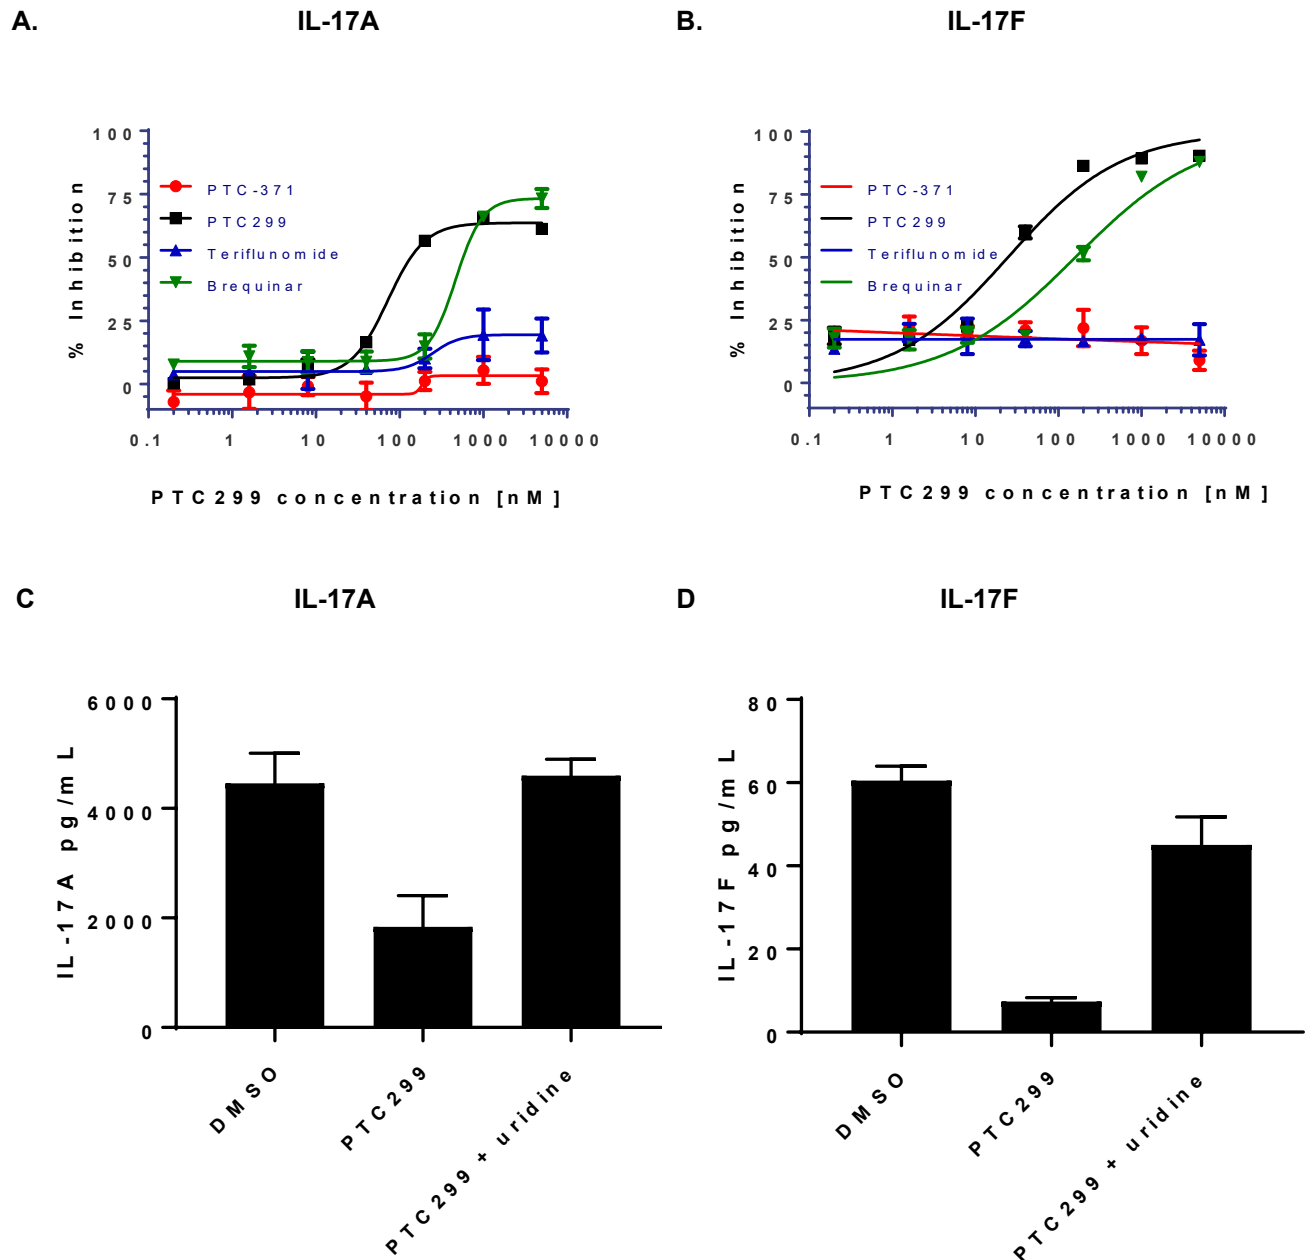 A.
IL-17A
B.
IL-17F
100
75
50
25
0
% Inhibition
PTC-371
PTC299
Teriflunomide
Brequinar
0.1 1 10 100 1000 10000
PTC299 concentration [nM]
100
75
50
25
0
% Inhibition
PTC-371
PTC299
Teriflunomide
Brequinar
0.1 1 10 100 1000 10000
PTC299 concentration [nM]
C
IL-17A
D
IL-17F
6000
4000
2000
0
IL-17A pg/mL
DMSO
PTC299
PTC299 + uridine
80
60
40
20
0
IL-17F pg/mL
DMSO
PTC299
PTC299 + uridine